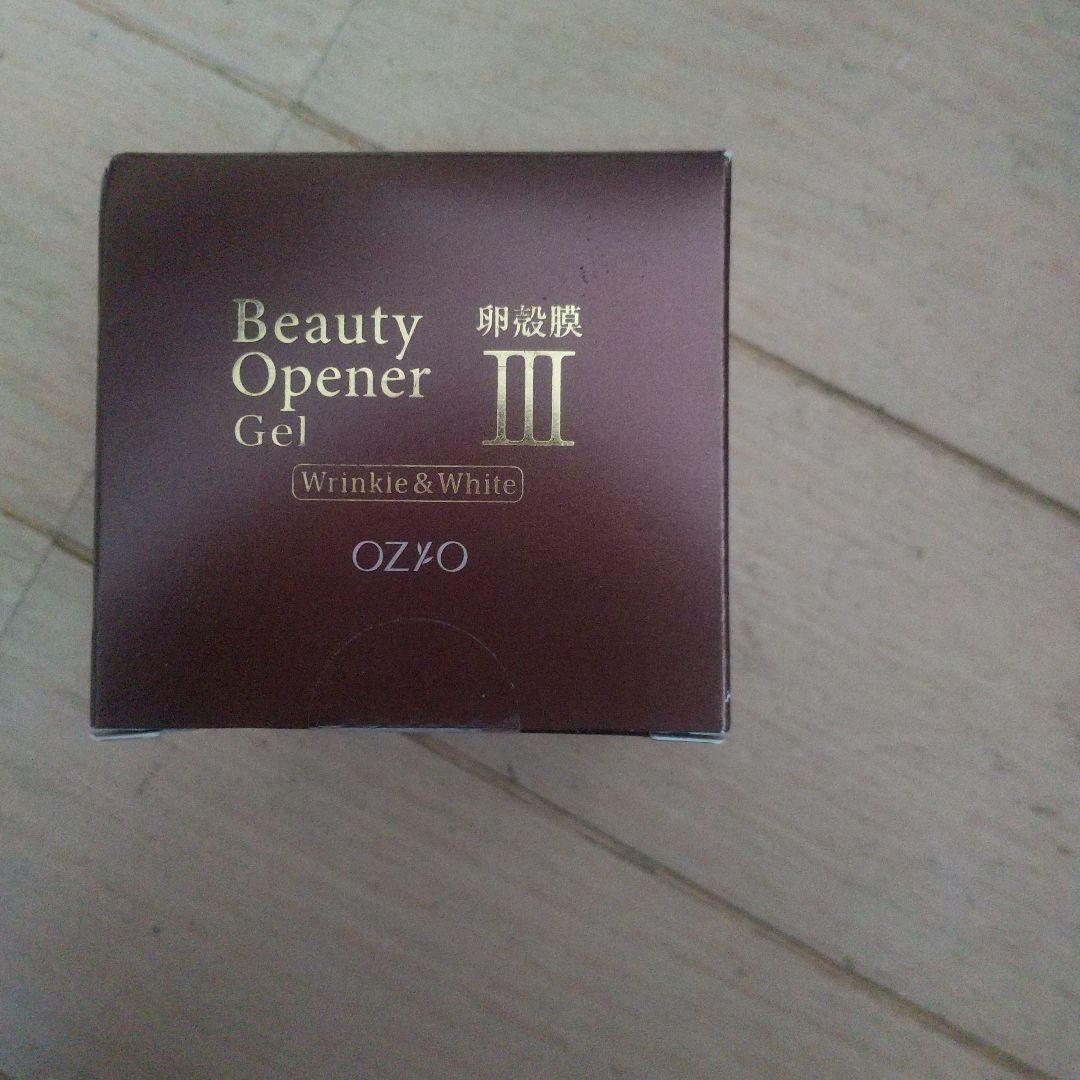 Beauty
Opener
Gel
卵殻膜
III
Wrinkle & White
OZIO